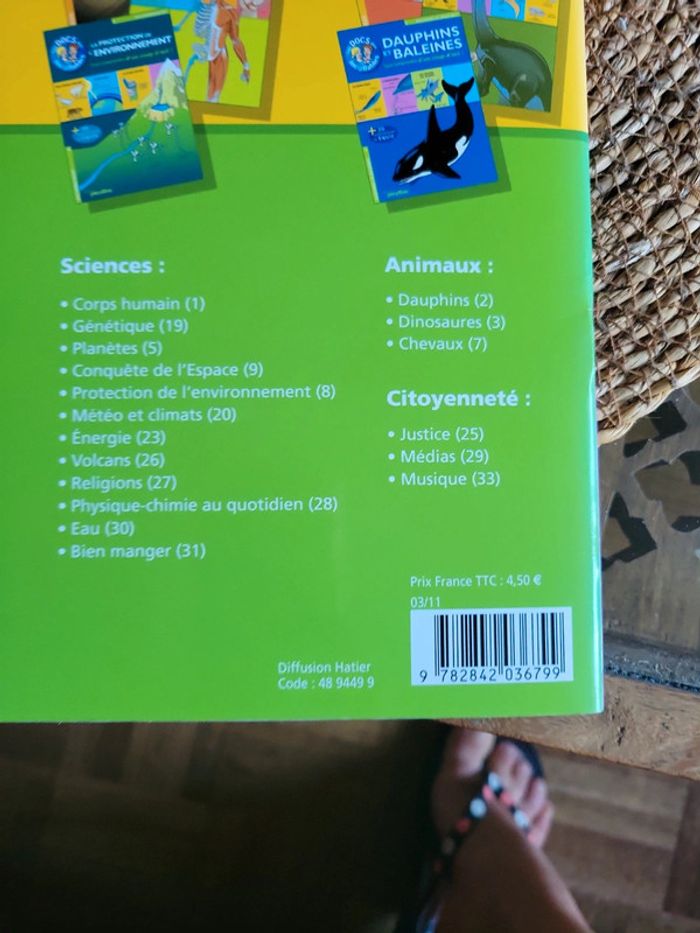 DOCS
LA PROTECTION DE
L'ENVIRONNEMENT
DOCS
DAUPHINS
ET
BALEINES
Sciences :
• Corps humain (1)
• Génétique (19)
• Planètes (5)
• Conquête de l'Espace (9)
• Protection de l'environnement (8)
• Météo et climats (20)
• Énergie (23)
• Volcans (26)
• Religions (27)
• Physique-chimie au quotidien (28)
• Eau (30)
• Bien manger (31)
Animaux :
• Dauphins (2)
• Dinosaures (3)
• Chevaux (7)
Citoyenneté :
• Justice (25)
• Médias (29)
• Musique (33)
Prix France TTC : 4,50 €
03/11
Diffusion Hatier
Code : 48 9449 9
9 782842 036799